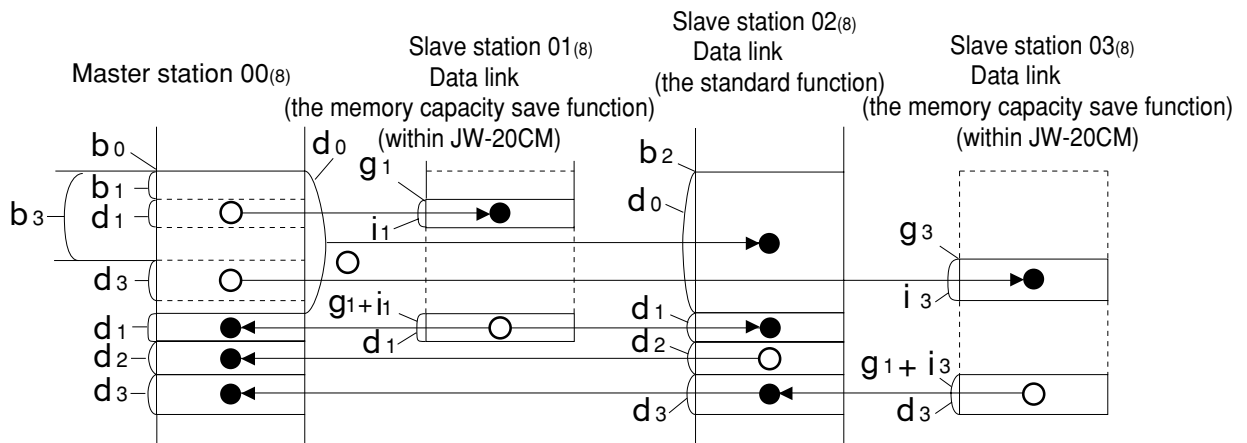 Master station 00(8)
Slave station 01(8)
Data link
(the memory capacity save function)
(within JW-20CM)
Slave station 02(8)
Data link
(the standard function)
Slave station 03(8)
Data link
(the memory capacity save function)
(within JW-20CM)
b0
b1
b3
d1
d3
d1
d2
d3
d0
g1
i1
g1+i1
d1
b2
d0
d1
d2
d3
g3
i3
g1 + i3
d3